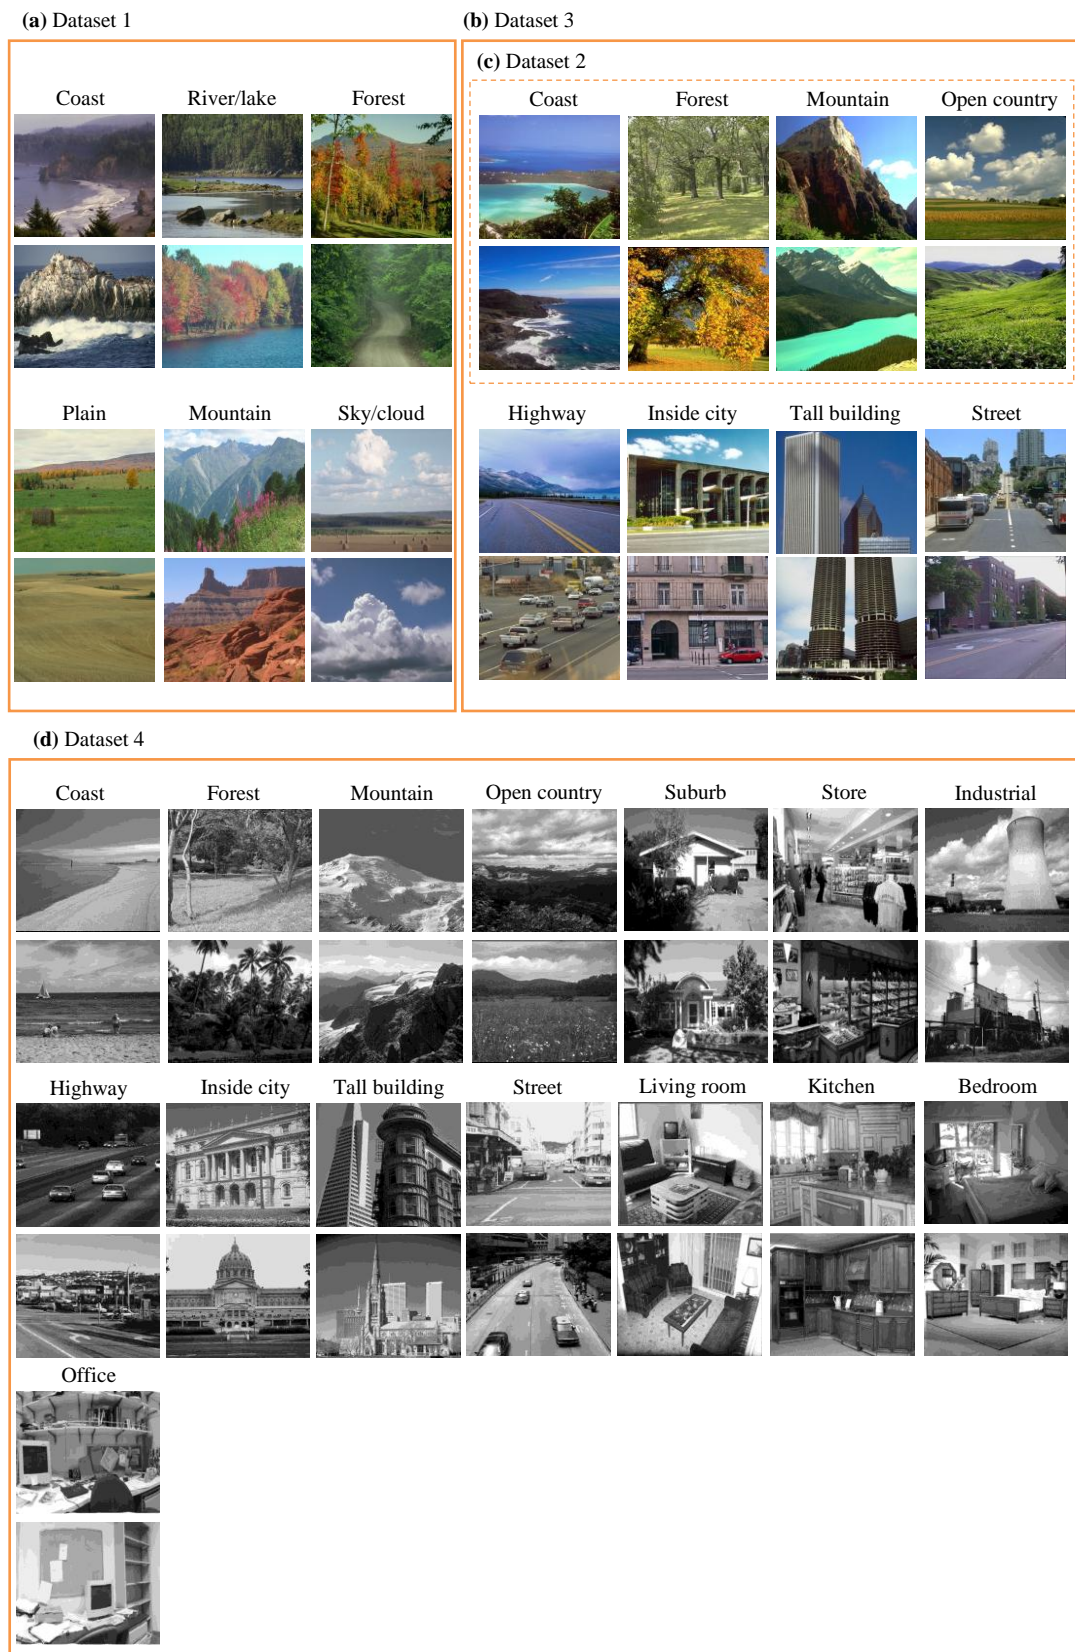 (a) Dataset 1
(b) Dataset 3
(c) Dataset 2
Coast River/lake Forest
Coast Forest Mountain Open country
Plain Mountain Sky/cloud
Highway Inside city Tall building Street
(d) Dataset 4
Coast Forest Mountain Open country Suburb Store Industrial
Highway Inside city Tall building Street Living room Kitchen Bedroom
Office